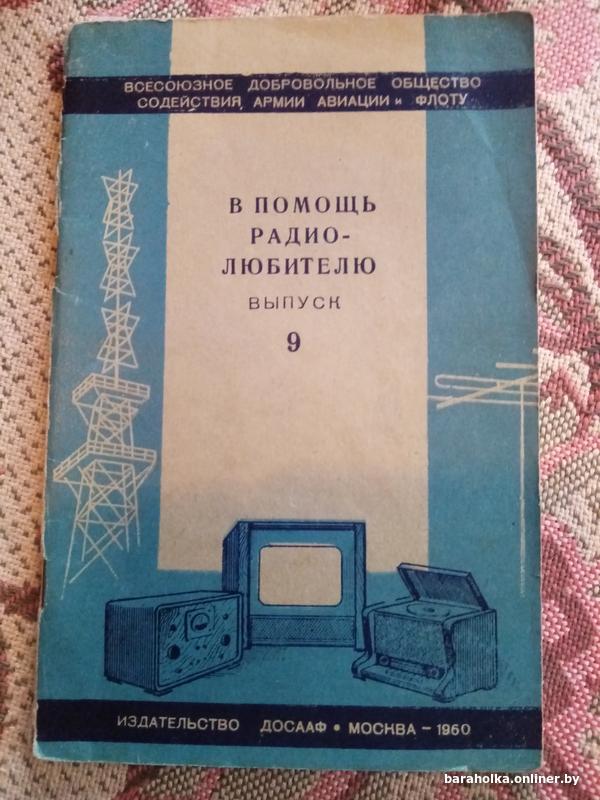 ВСЕСОЮЗНОЕ ДОБРОВОЛЬНОЕ ОБЩЕСТВО
СОДЕЙСТВИЯ АРМИИ АВИАЦИИ и ФЛОТУ
В ПОМОЩЬ
РАДИО-
ЛЮБИТЕЛЮ
ВЫПУСК
9
ИЗДАТЕЛЬСТВО ДОСААФ • МОСКВА – 1960
baraholka.onliner.by